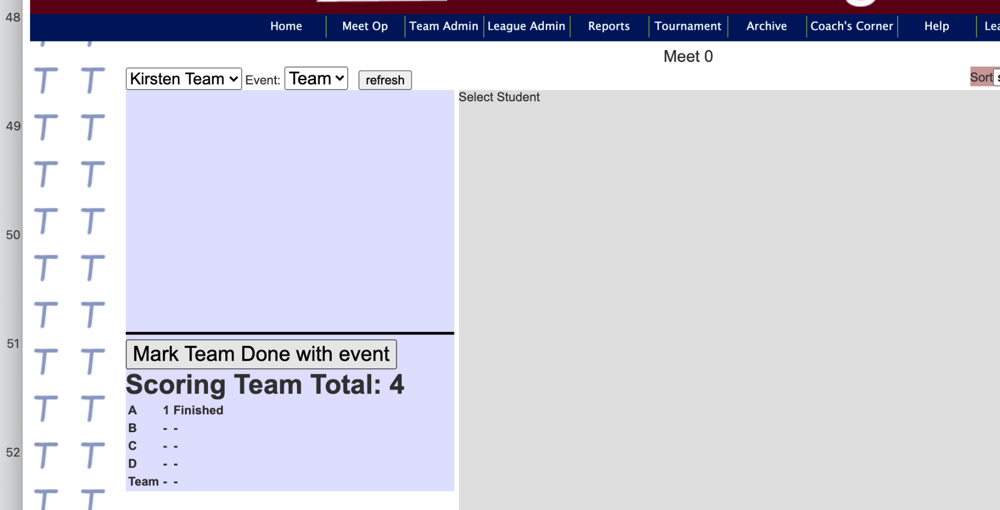 48
Home Meet Op Team Admin League Admin Reports Tournament Archive Coach's Corner Help
Meet 0
Kirsten Team Event: Team refresh Sort
Select Student
49
50
51
Mark Team Done with event
Scoring Team Total: 4
A 1 Finished
B - -
C - -
52
D - -
Team - -
T T
T T
T T
T T
T T
T T
T T
T T
T T
T T